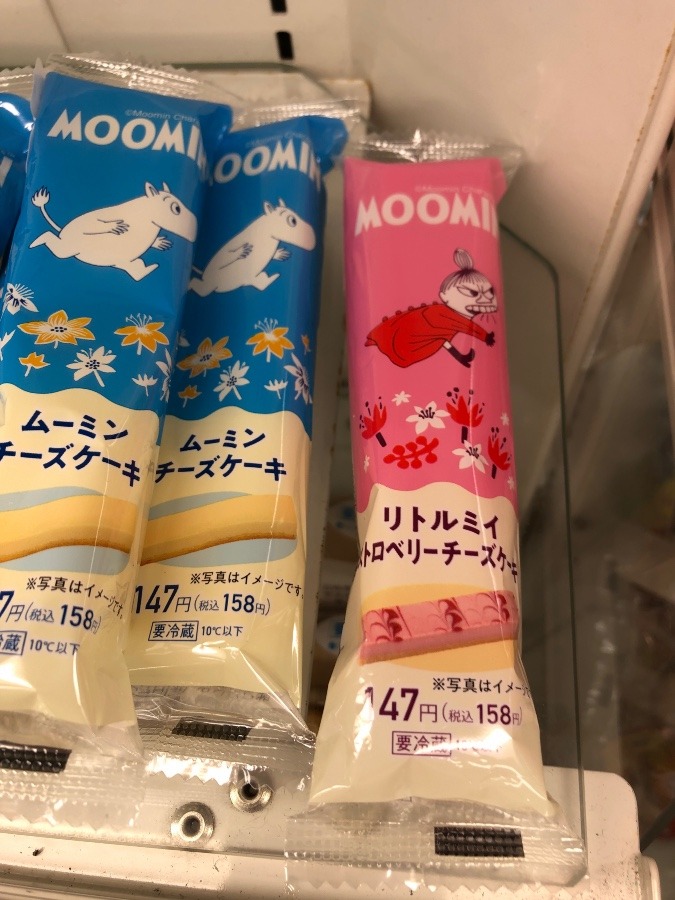 ©Moomin Char
MOOMIN
ムーミン
チーズケーキ
※写真はイメージです。
7円(税込158円)
冷蔵 10℃以下
MOOMIN
ムーミン
チーズケーキ
※写真はイメージです。
147円(税込158円)
要冷蔵 10℃以下
©Moomin Char
MOOMIN
リトルミイ
トロベリーチーズケーキ
※写真はイメージ
147円(税込158円)
要冷蔵